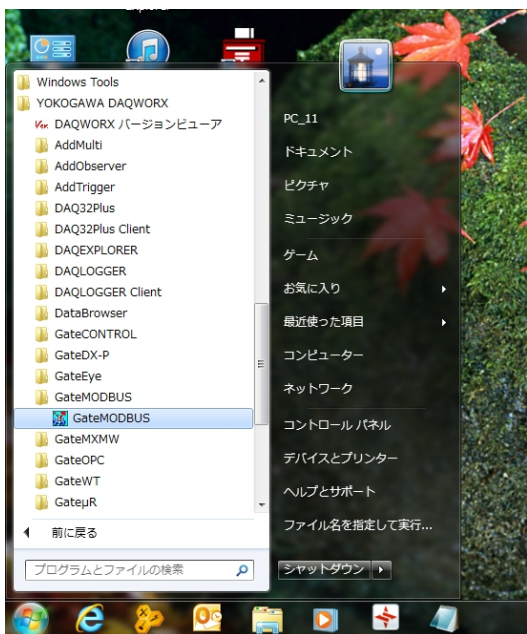 Windows Tools
YOKOGAWA DAQWORX
Ver. DAQWORX バージョンビューア
AddMulti
AddObserver
AddTrigger
DAQ32Plus
DAQ32Plus Client
DAQEXPLORER
DAQLOGGER
DAQLOGGER Client
DataBrowser
GateCONTROL
GateDX-P
GateEye
GateMODBUS
GateMODBUS
GateMXMW
GateOPC
GateWT
GateμR
前に戻る
プログラムとファイルの検索
PC_11
ドキュメント
ピクチャ
ミュージック
ゲーム
お気に入り
最近使った項目
コンピューター
ネットワーク
コントロール パネル
デバイスとプリンター
ヘルプとサポート
ファイル名を指定して実行...
シャットダウン